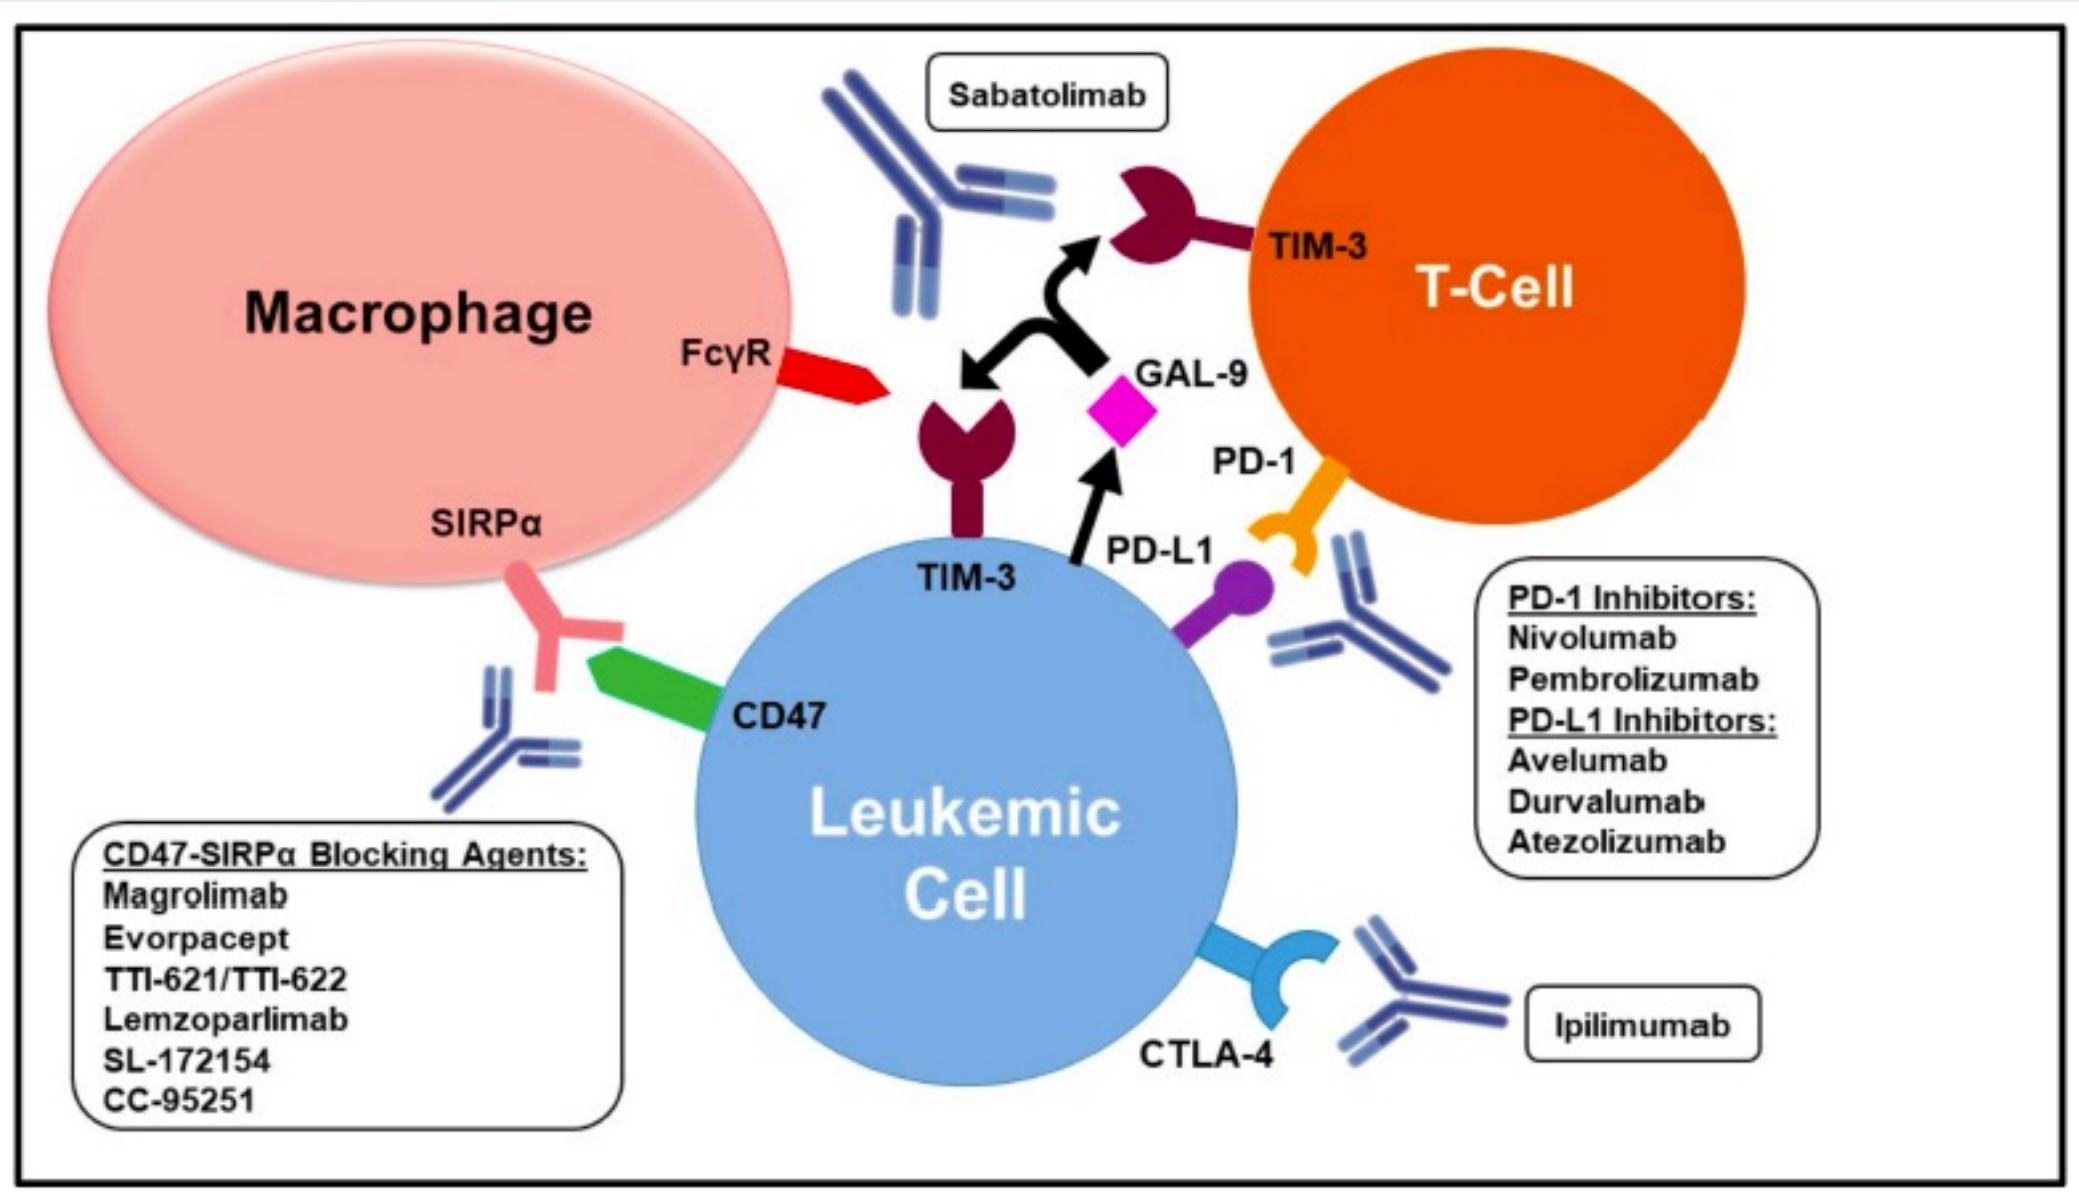 Sabatolimab
TIM-3
T-Cell
Macrophage
FcγR
GAL-9
PD-1
SIRPα
PD-L1
TIM-3
PD-1 Inhibitors:
Nivolumab
Pembrolizumab
PD-L1 Inhibitors:
Avelumab
Durvalumab
Atezolizumab
CD47
Leukemic
Cell
CD47-SIRPα Blocking Agents:
Magrolimab
Evorpacept
TTI-621/TTI-622
Lemzoparlimab
SL-172154
CC-95251
CTLA-4
Ipilimumab